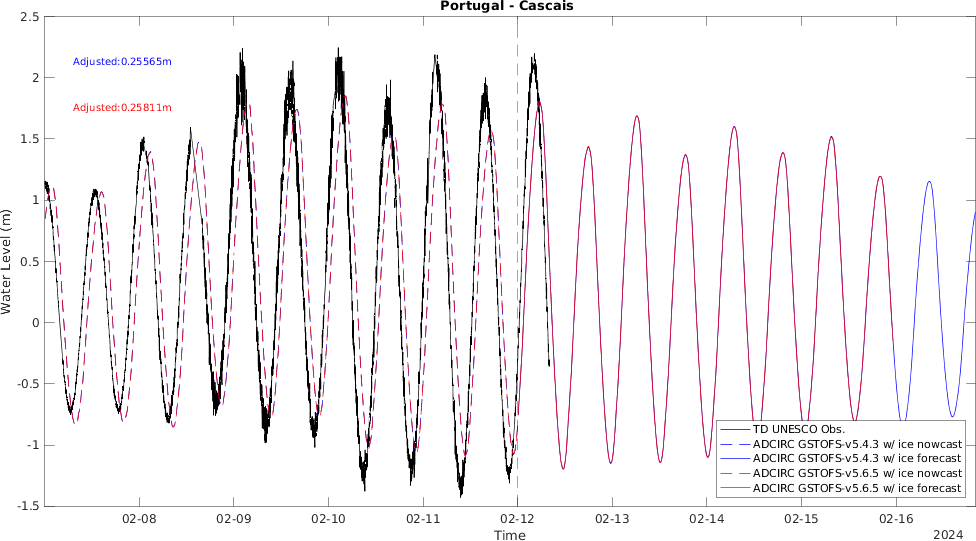 Portugal - Cascais
2.5
2
1.5
1
0.5
0
-0.5
-1
-1.5
Water Level (m)
Adjusted:0.25565m
Adjusted:0.25811m
TD UNESCO Obs.
ADCIRC GSTOFS-v5.4.3 w/ ice nowcast
ADCIRC GSTOFS-v5.4.3 w/ ice forecast
ADCIRC GSTOFS-v5.6.5 w/ ice nowcast
ADCIRC GSTOFS-v5.6.5 w/ ice forecast
02-08 02-09 02-10 02-11 02-12 02-13 02-14 02-15 02-16
Time
2024